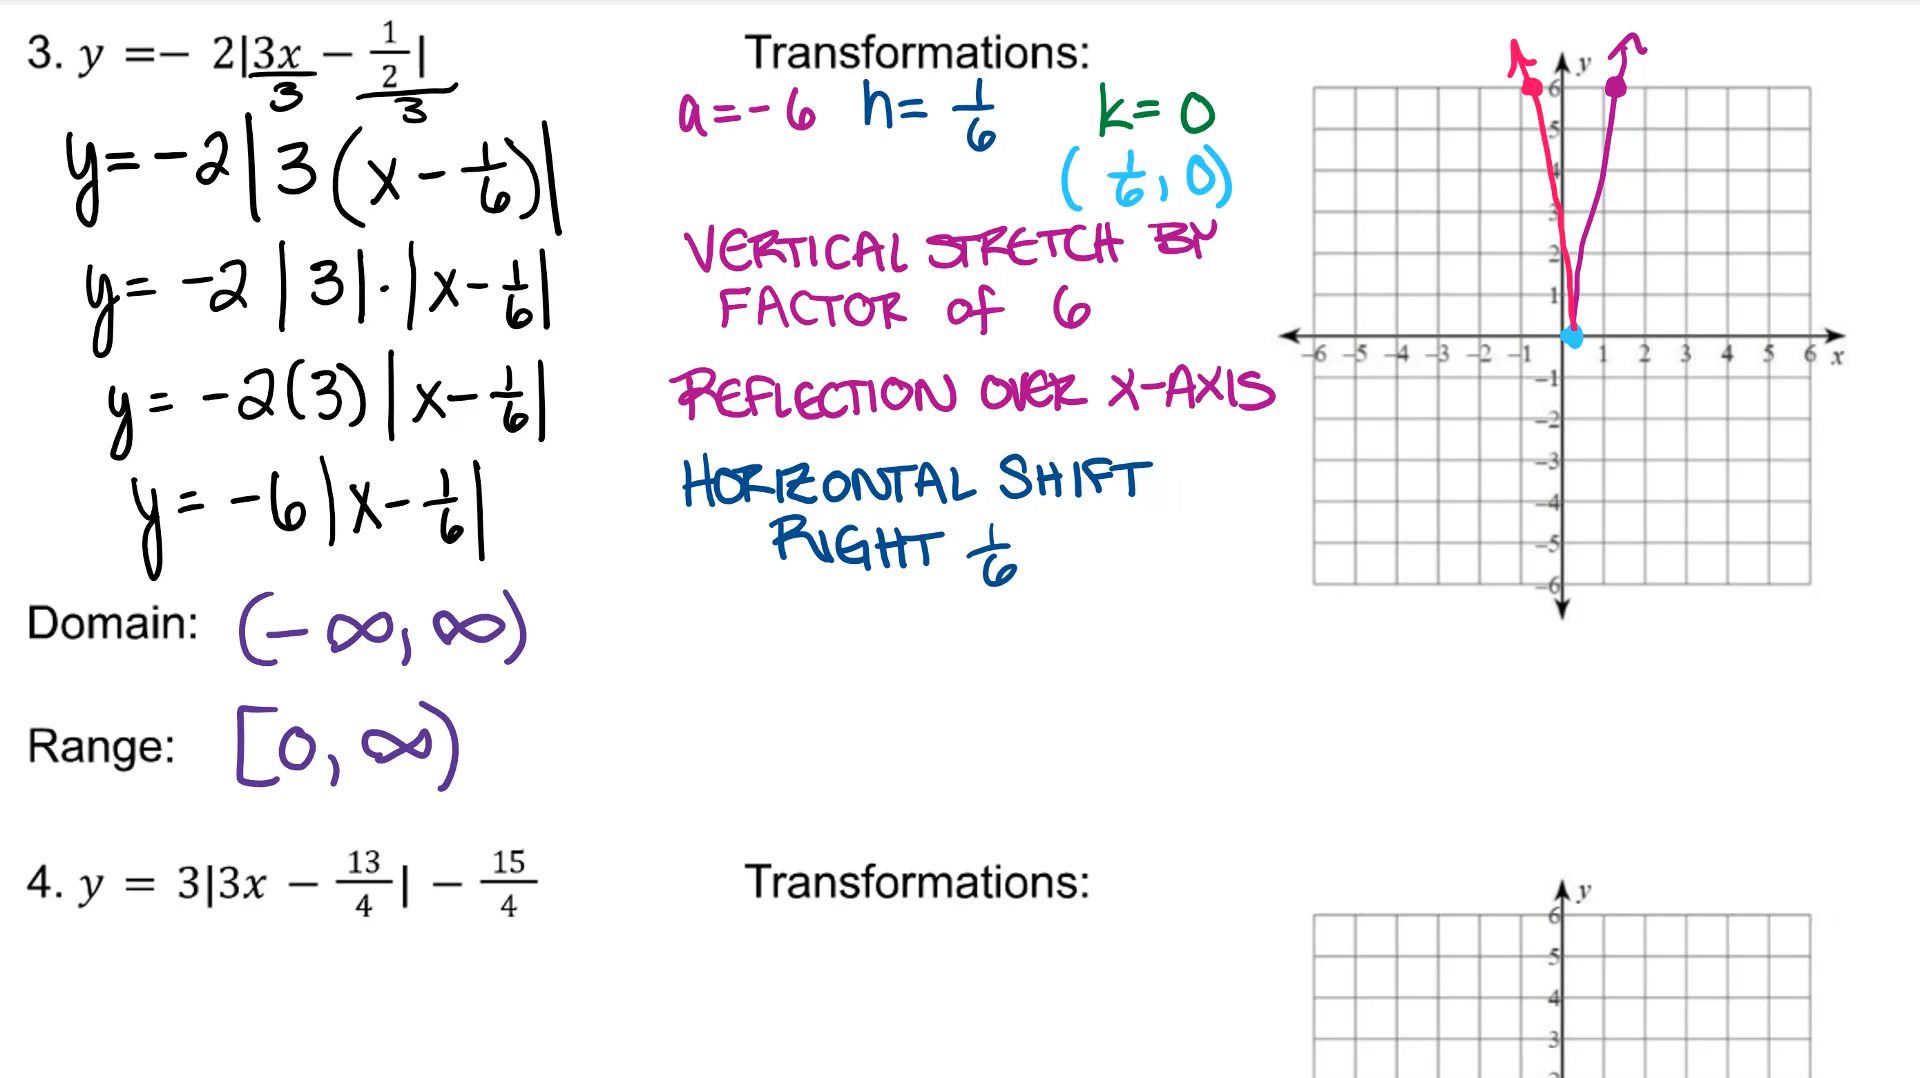 3. y =− 2|3x − 1/2|
3 3
Transformations:
a=-6 h= 1/6 k= 0
(1/6, 0)
y= -2|3(x - 1/6)|
y= -2|3|·|x- 1/6|
y= -2(3)|x- 1/6|
y= -6|x- 1/6|
VERTICAL STRETCH BY
FACTOR of 6
REFLECTION OVER X-AXIS
HORIZONTAL SHIFT
RIGHT 1/6
y
6
5
4
3
2
1
−6 −5 −4 −3 −2 −1 1 2 3 4 5 6 x
−1
−2
−3
−4
−5
−6
Domain: (-∞, ∞)
Range: [0, ∞)
4. y = 3|3x − 13/4| − 15/4
Transformations:
y
6
5
4
3